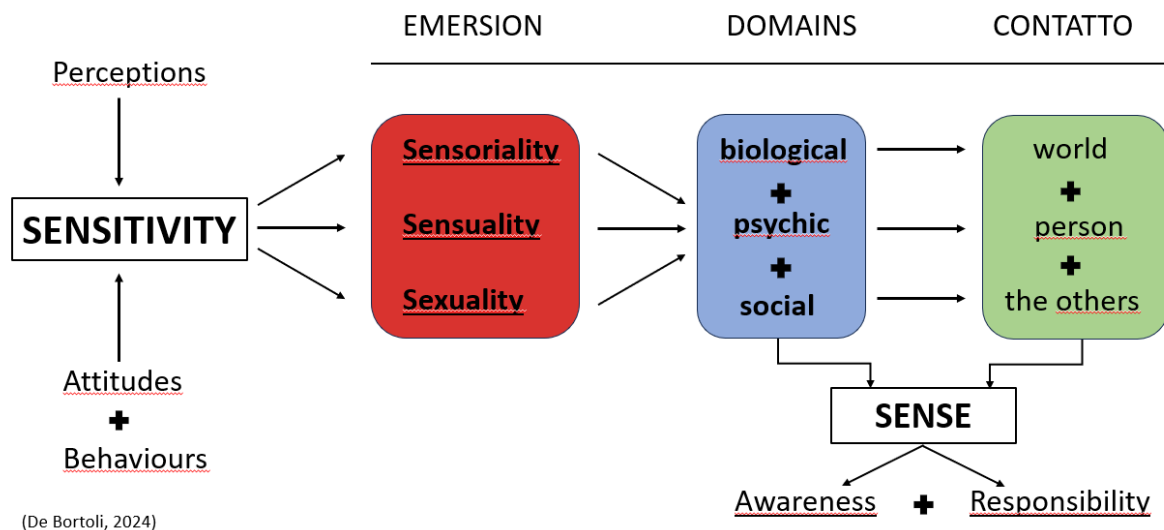 EMERSION DOMAINS CONTATTO
Perceptions
SENSITIVITY
Attitudes
+
Behaviours
Sensoriality
Sensuality
Sexuality
biological
+
psychic
+
social
world
+
person
+
the others
SENSE
Awareness + Responsibility
(De Bortoli, 2024)